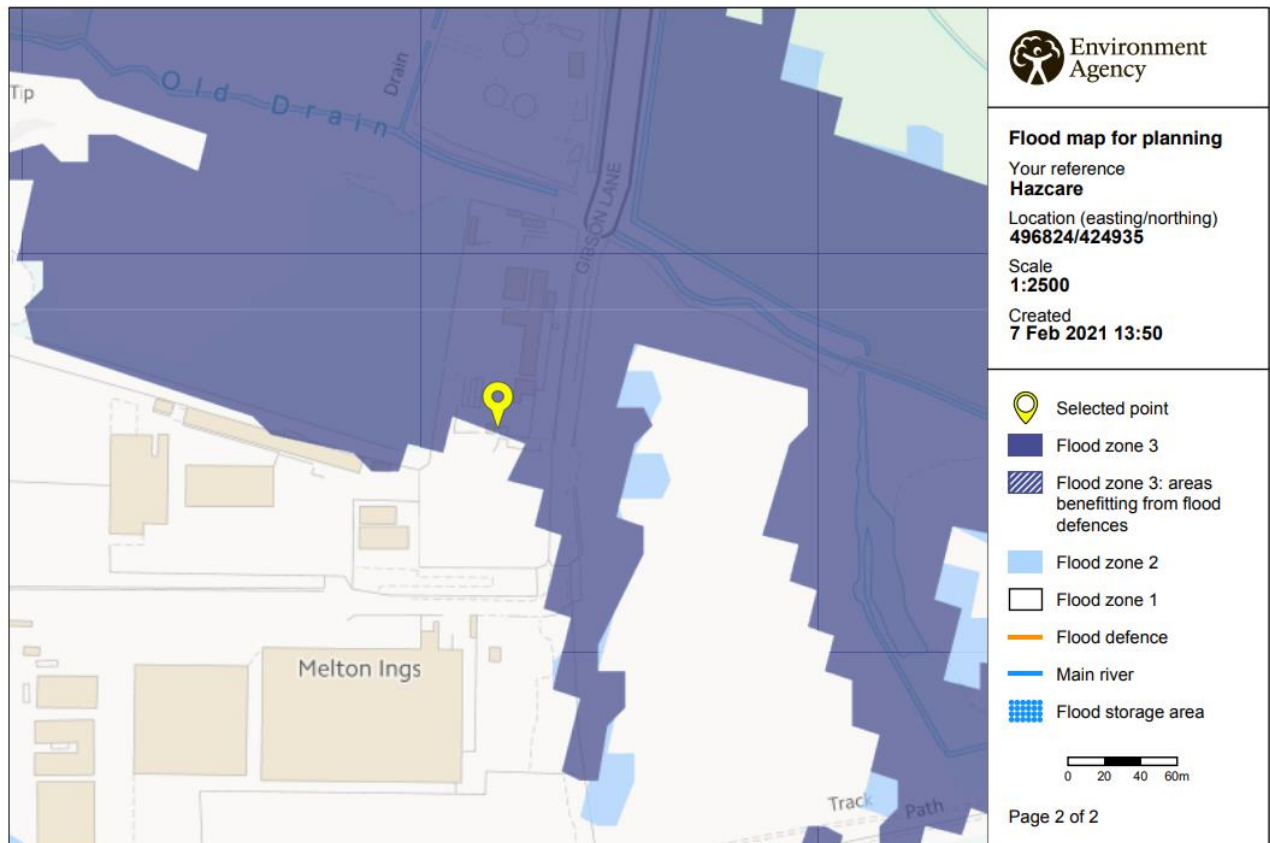 Tip
Old Drain
Drain
GIBSON LANE
Melton Ings
Track
Path
Environment
Agency
Flood map for planning
Your reference
Hazcare
Location (easting/northing)
496824/424935
Scale
1:2500
Created
7 Feb 2021 13:50
Selected point
Flood zone 3
Flood zone 3: areas
benefitting from flood
defences
Flood zone 2
Flood zone 1
Flood defence
Main river
Flood storage area
0 20 40 60m
Page 2 of 2